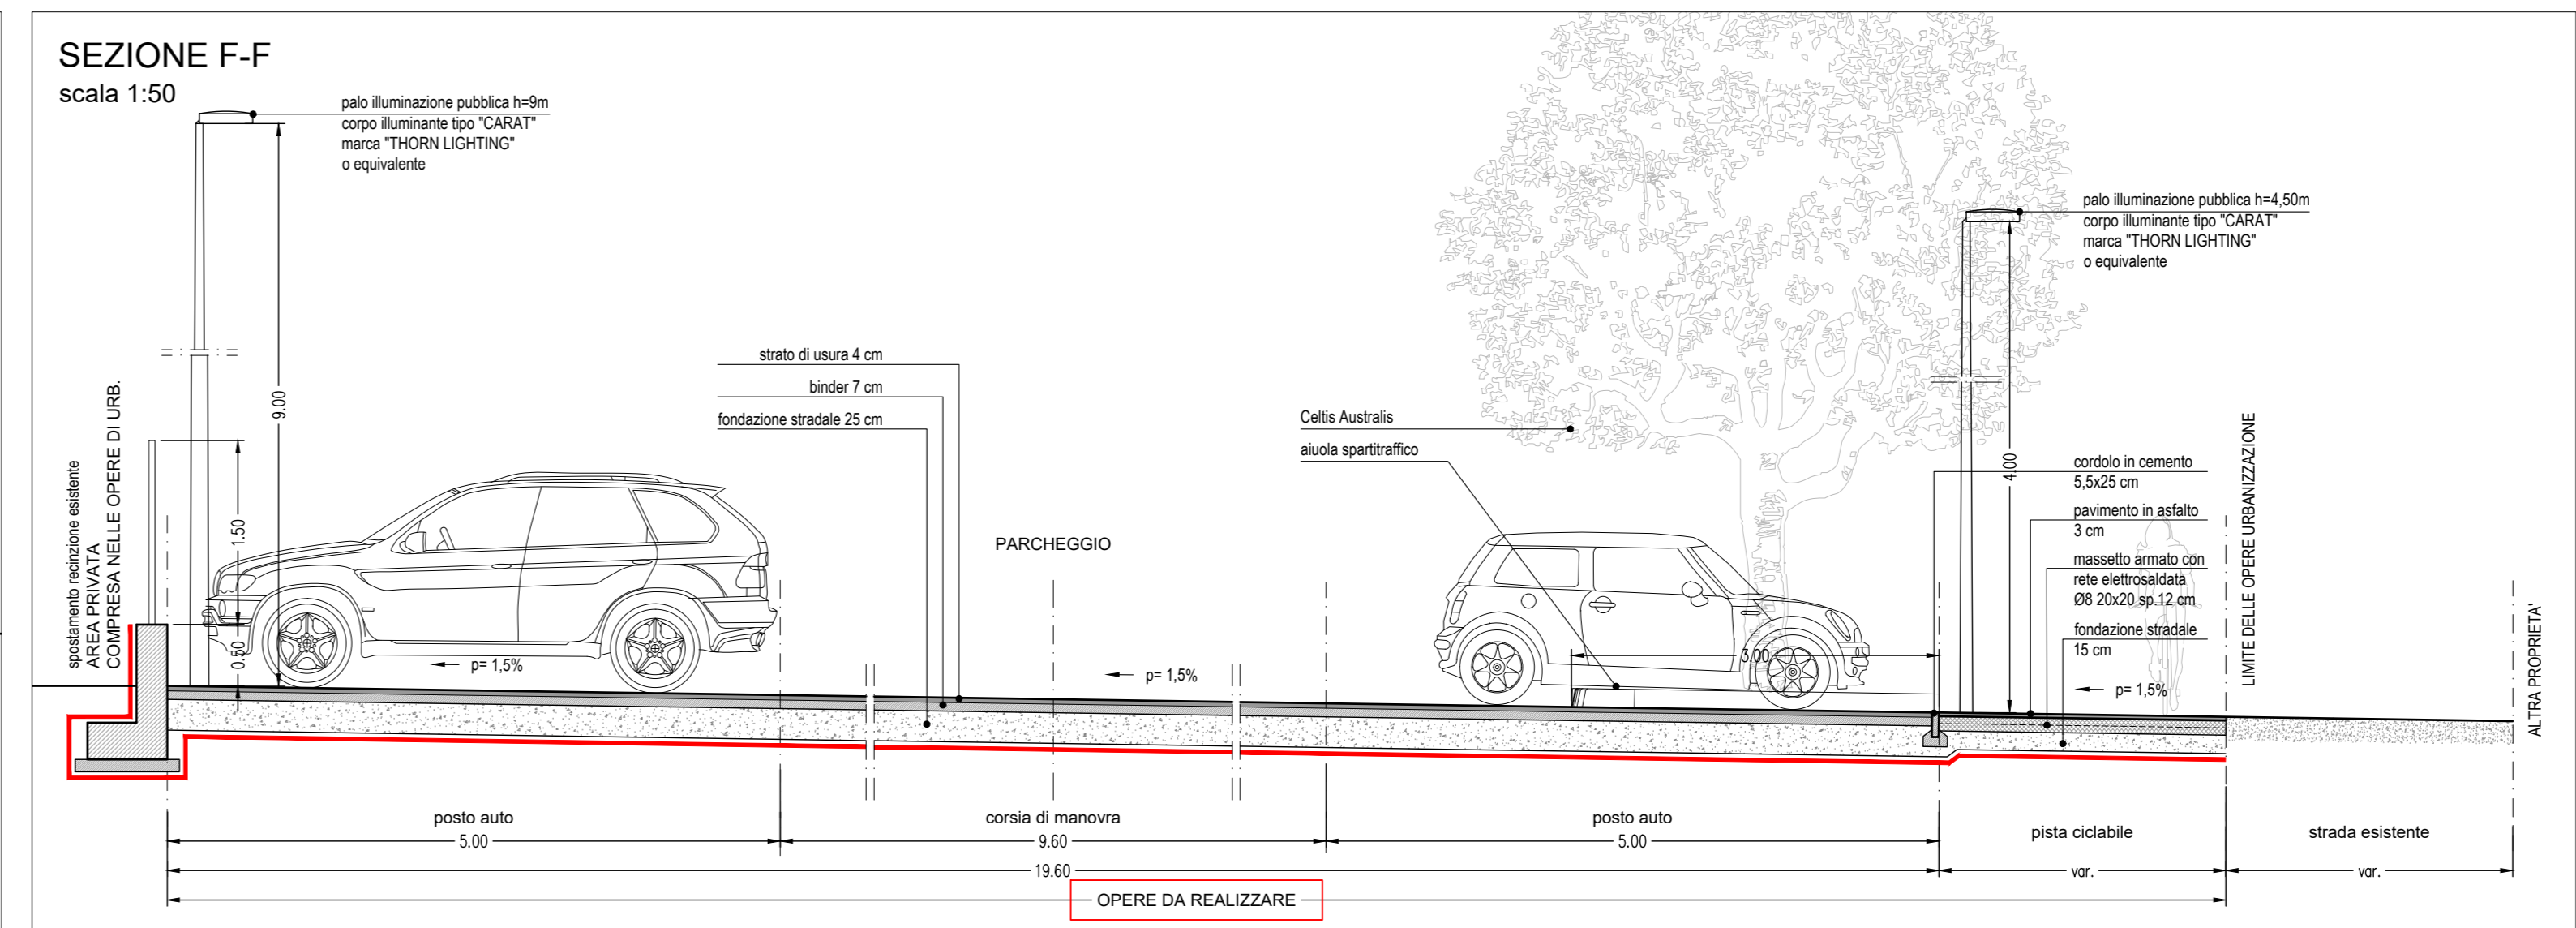 SEZIONE F-F
scala 1:50
palo illuminazione pubblica h=9m
corpo illuminante tipo "CARAT"
marca "THORN LIGHTING"
o equivalente
palo illuminazione pubblica h=4,50m
corpo illuminante tipo "CARAT"
marca "THORN LIGHTING"
o equivalente
strato di usura 4 cm
binder 7 cm
fondazione stradale 25 cm
Celtis Australis
aiuola spartitraffico
cordolo in cemento
5,5x25 cm
pavimento in asfalto
3 cm
massetto armato con
rete elettrosaldata
Ø8 20x20 sp.12 cm
fondazione stradale
15 cm
spostamento recinzione esistente
AREA PRIVATA
COMPRESA NELLE OPERE DI URB.
9.00
1.50
0.50
PARCHEGGIO
4.00
3.00
LIMITE DELLE OPERE URBANIZZAZIONE
ALTRA PROPRIETA'
p= 1,5%
p= 1,5%
p= 1,5%
posto auto
5.00
corsia di manovra
9.60
posto auto
5.00
pista ciclabile
strada esistente
19.60
var.
var.
OPERE DA REALIZZARE